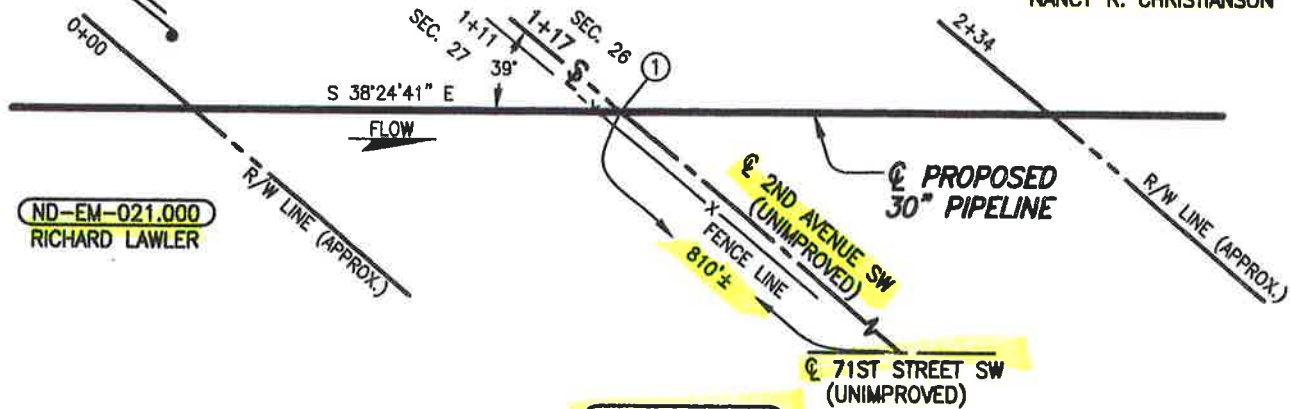 NANCY R. CHRISTIANSON
0+00
SEC. 27
1+11
1+17
SEC. 26
39°
1
2+34
S 38°24'41" E
FLOW
ND-EM-021.000
RICHARD LAWLER
R/W LINE (APPROX.)
X
FENCE LINE
810'±
℄ 2ND AVENUE SW
(UNIMPROVED)
℄ PROPOSED
30" PIPELINE
R/W LINE (APPROX.)
℄ 71ST STREET SW
(UNIMPROVED)